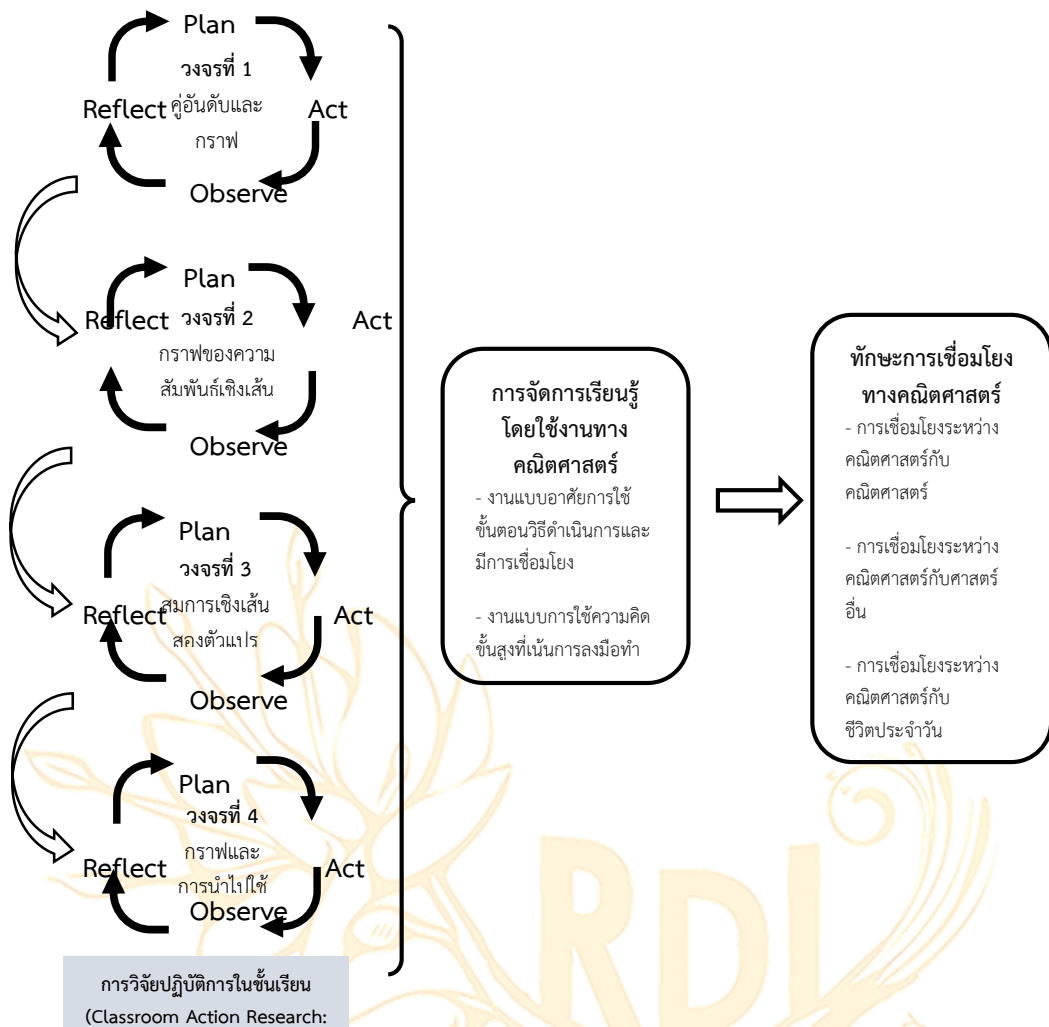 Plan
วงจรที่ 1
Reflect คู่อันดับและ Act
กราฟ
Observe
Plan
Reflect วงจรที่ 2 Act
กราฟของความ
สัมพันธ์เชิงเส้น
Observe
Plan
วงจรที่ 3
Reflect สมการเชิงเส้น Act
สองตัวแปร
Observe
Plan
วงจรที่ 4
กราฟและ
Reflect การนำไปใช้ Act
Observe
การวิจัยปฏิบัติการในชั้นเรียน
(Classroom Action Research:
การจัดการเรียนรู้
โดยใช้งานทาง
คณิตศาสตร์
- งานแบบอาศัยการใช้
ขั้นตอนวิธีดำเนินการและ
มีการเชื่อมโยง
- งานแบบการใช้ความคิด
ขั้นสูงที่เน้นการลงมือทำ
ทักษะการเชื่อมโยง
ทางคณิตศาสตร์
- การเชื่อมโยงระหว่าง
คณิตศาสตร์กับ
คณิตศาสตร์
- การเชื่อมโยงระหว่าง
คณิตศาสตร์กับศาสตร์
อื่น
- การเชื่อมโยงระหว่าง
คณิตศาสตร์กับ
ชีวิตประจำวัน
RDI